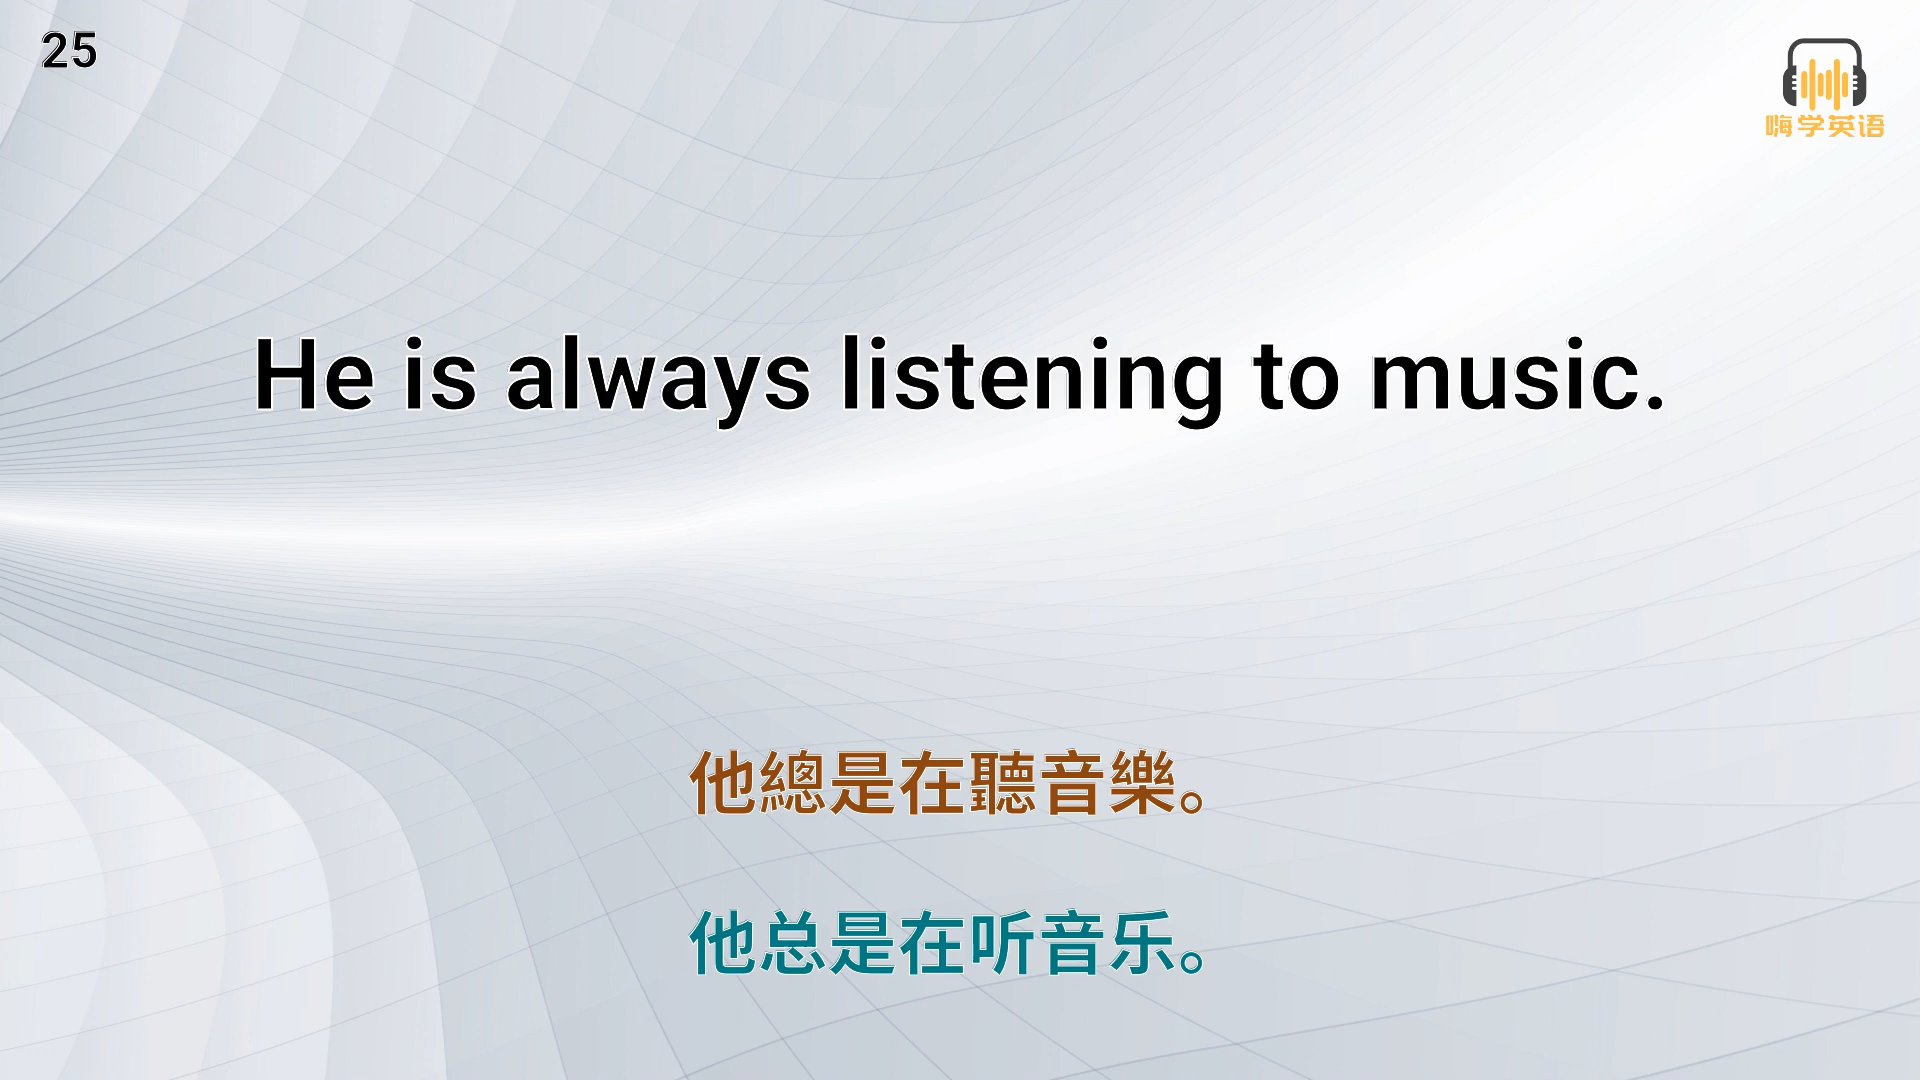 25
嗨学英语
He is always listening to music.
他總是在聽音樂。
他总是在听音乐。